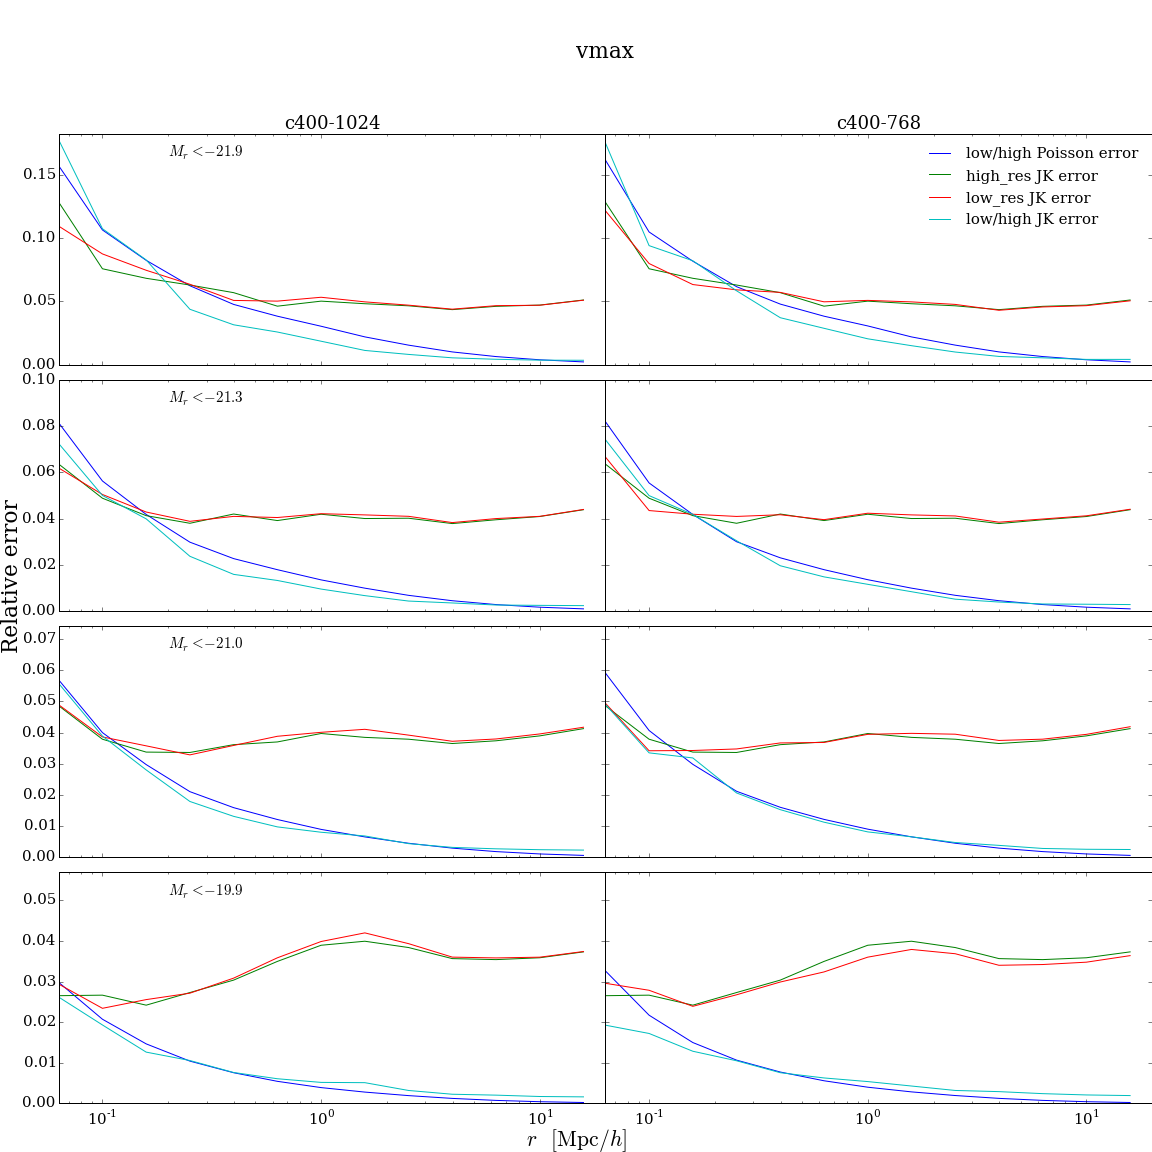 vmax
c400-1024
c400-768
M_r < −21.9
low/high Poisson error
high_res JK error
low_res JK error
low/high JK error
0.15
0.10
0.05
0.00
M_r < −21.3
0.10
0.08
0.06
0.04
0.02
0.00
Relative error
M_r < −21.0
0.07
0.06
0.05
0.04
0.03
0.02
0.01
0.00
M_r < −19.9
0.05
0.04
0.03
0.02
0.01
0.00
10^-1 10^0 10^1 10^-1 10^0 10^1
r [Mpc/h]